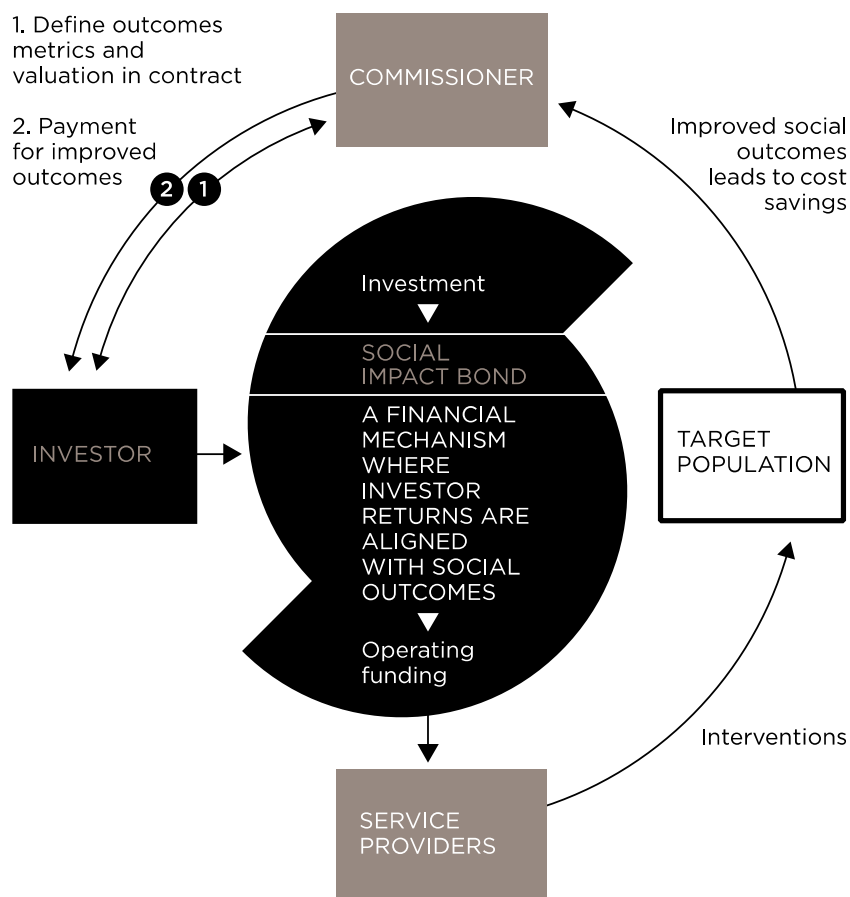 1. Define outcomes
metrics and
valuation in contract
2. Payment
for improved
outcomes
2
1
COMMISSIONER
Improved social
outcomes
leads to cost
savings
Investment
SOCIAL
IMPACT BOND
A FINANCIAL
MECHANISM
WHERE
INVESTOR
RETURNS ARE
ALIGNED
WITH SOCIAL
OUTCOMES
Operating
funding
INVESTOR
TARGET
POPULATION
Interventions
SERVICE
PROVIDERS